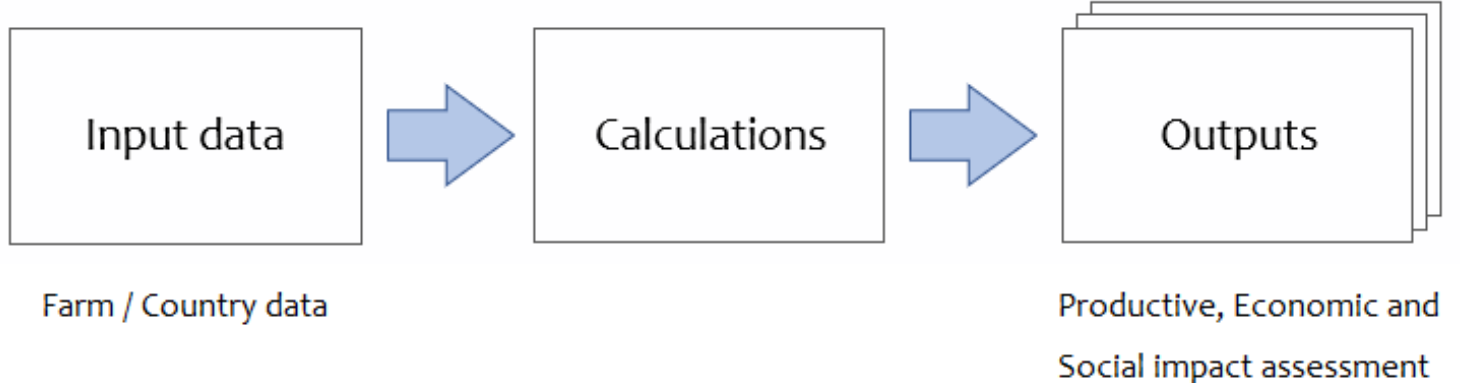 Input data
Calculations
Outputs
Farm / Country data
Productive, Economic and
Social impact assessment